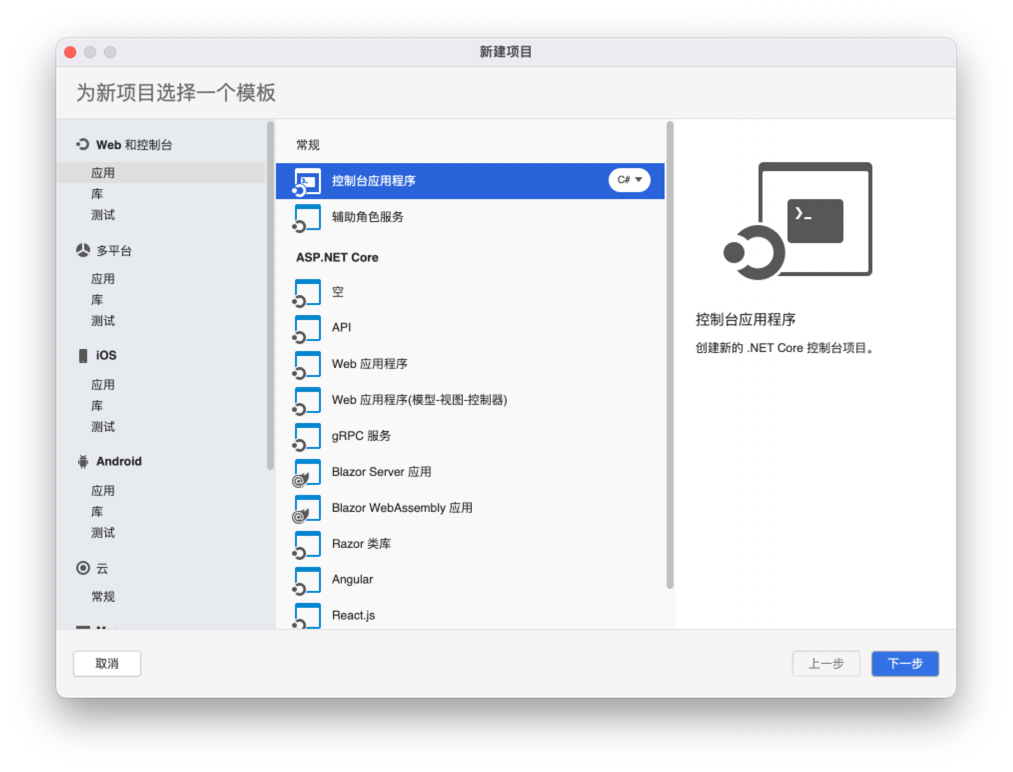 新建项目
为新项目选择一个模板
Web 和控制台
应用
库
测试
多平台
应用
库
测试
iOS
应用
库
测试
Android
应用
库
测试
云
常规
常规
控制台应用程序
C#
辅助角色服务
ASP.NET Core
空
API
Web 应用程序
Web 应用程序(模型-视图-控制器)
gRPC 服务
Blazor Server 应用
Blazor WebAssembly 应用
Razor 类库
Angular
React.js
控制台应用程序
创建新的 .NET Core 控制台项目。
取消
上一步
下一步